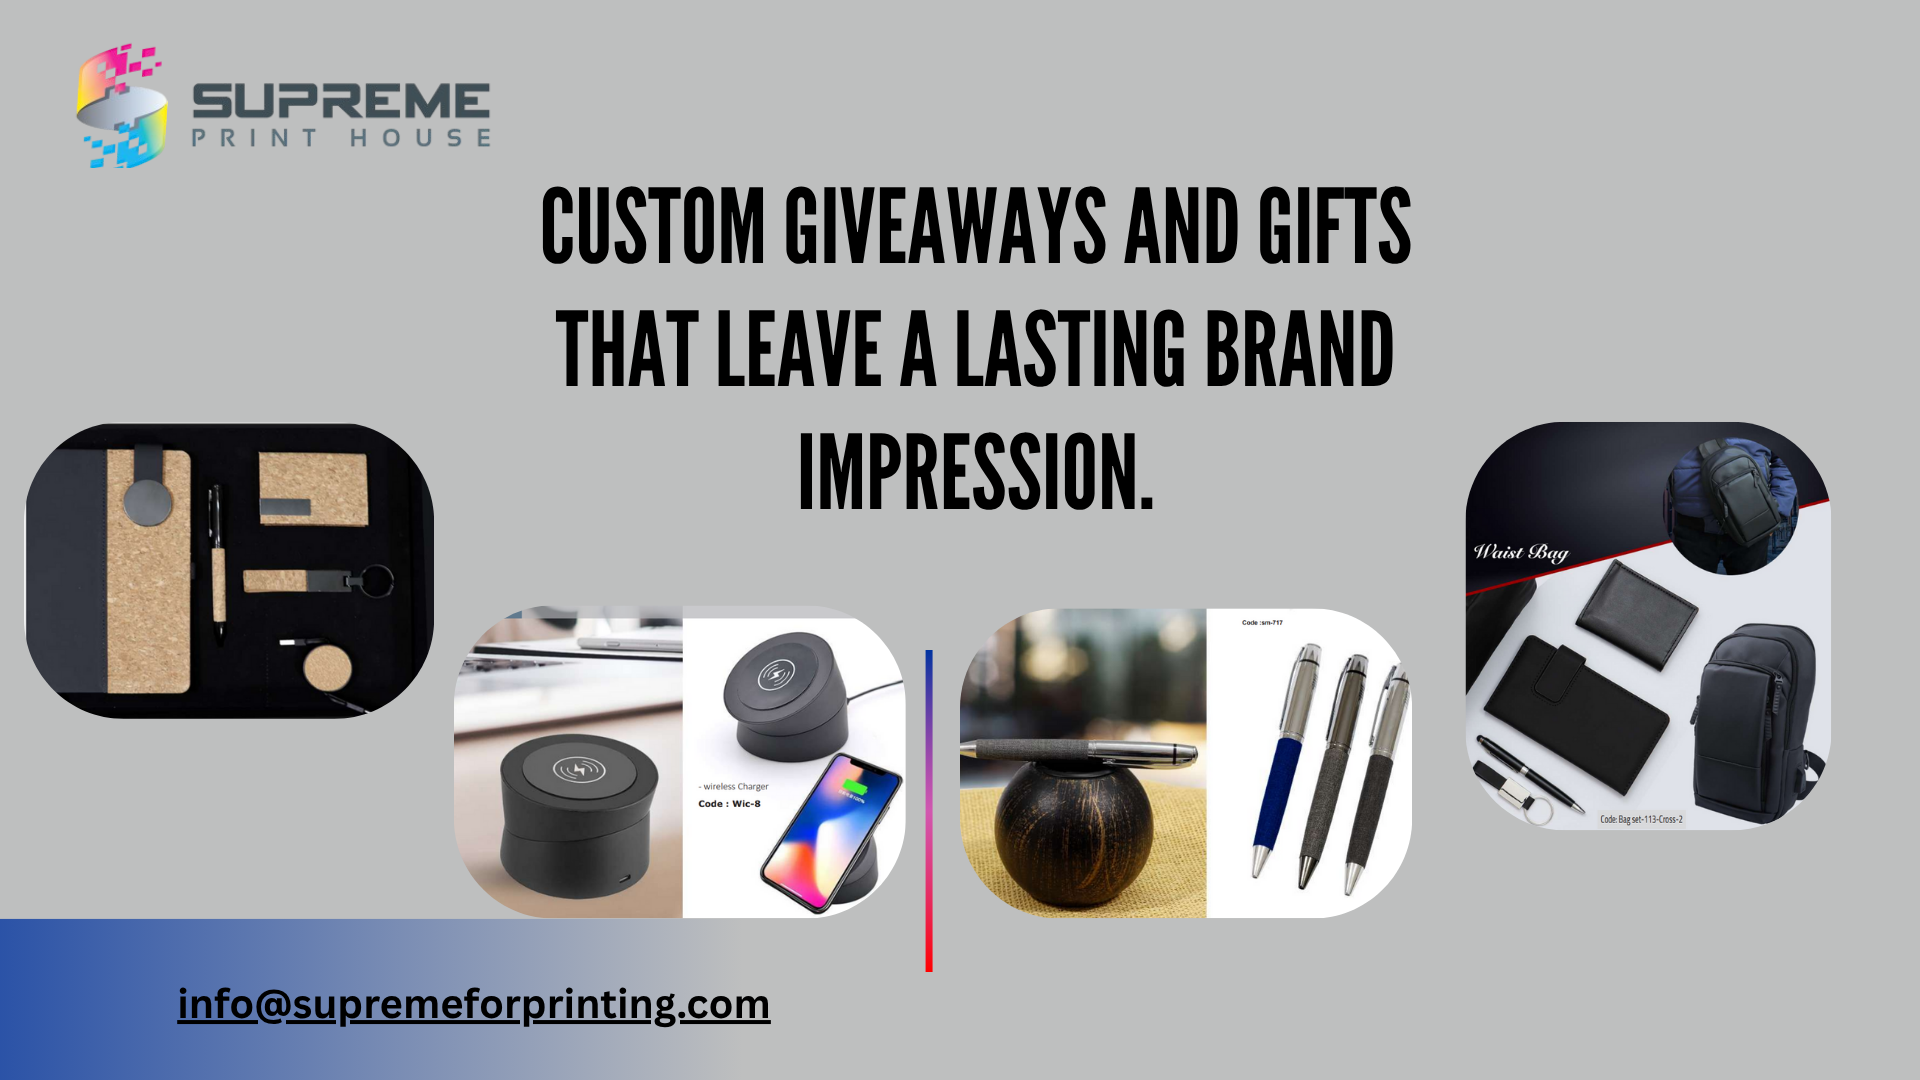 SUPREME
PRINT HOUSE
CUSTOM GIVEAWAYS AND GIFTS
THAT LEAVE A LASTING BRAND
IMPRESSION.
Waist Bag
Code: Bag set-113-Cross-2
- wireless Charger
Code : Wic-8
Code :sm-717
info@supremeforprinting.com